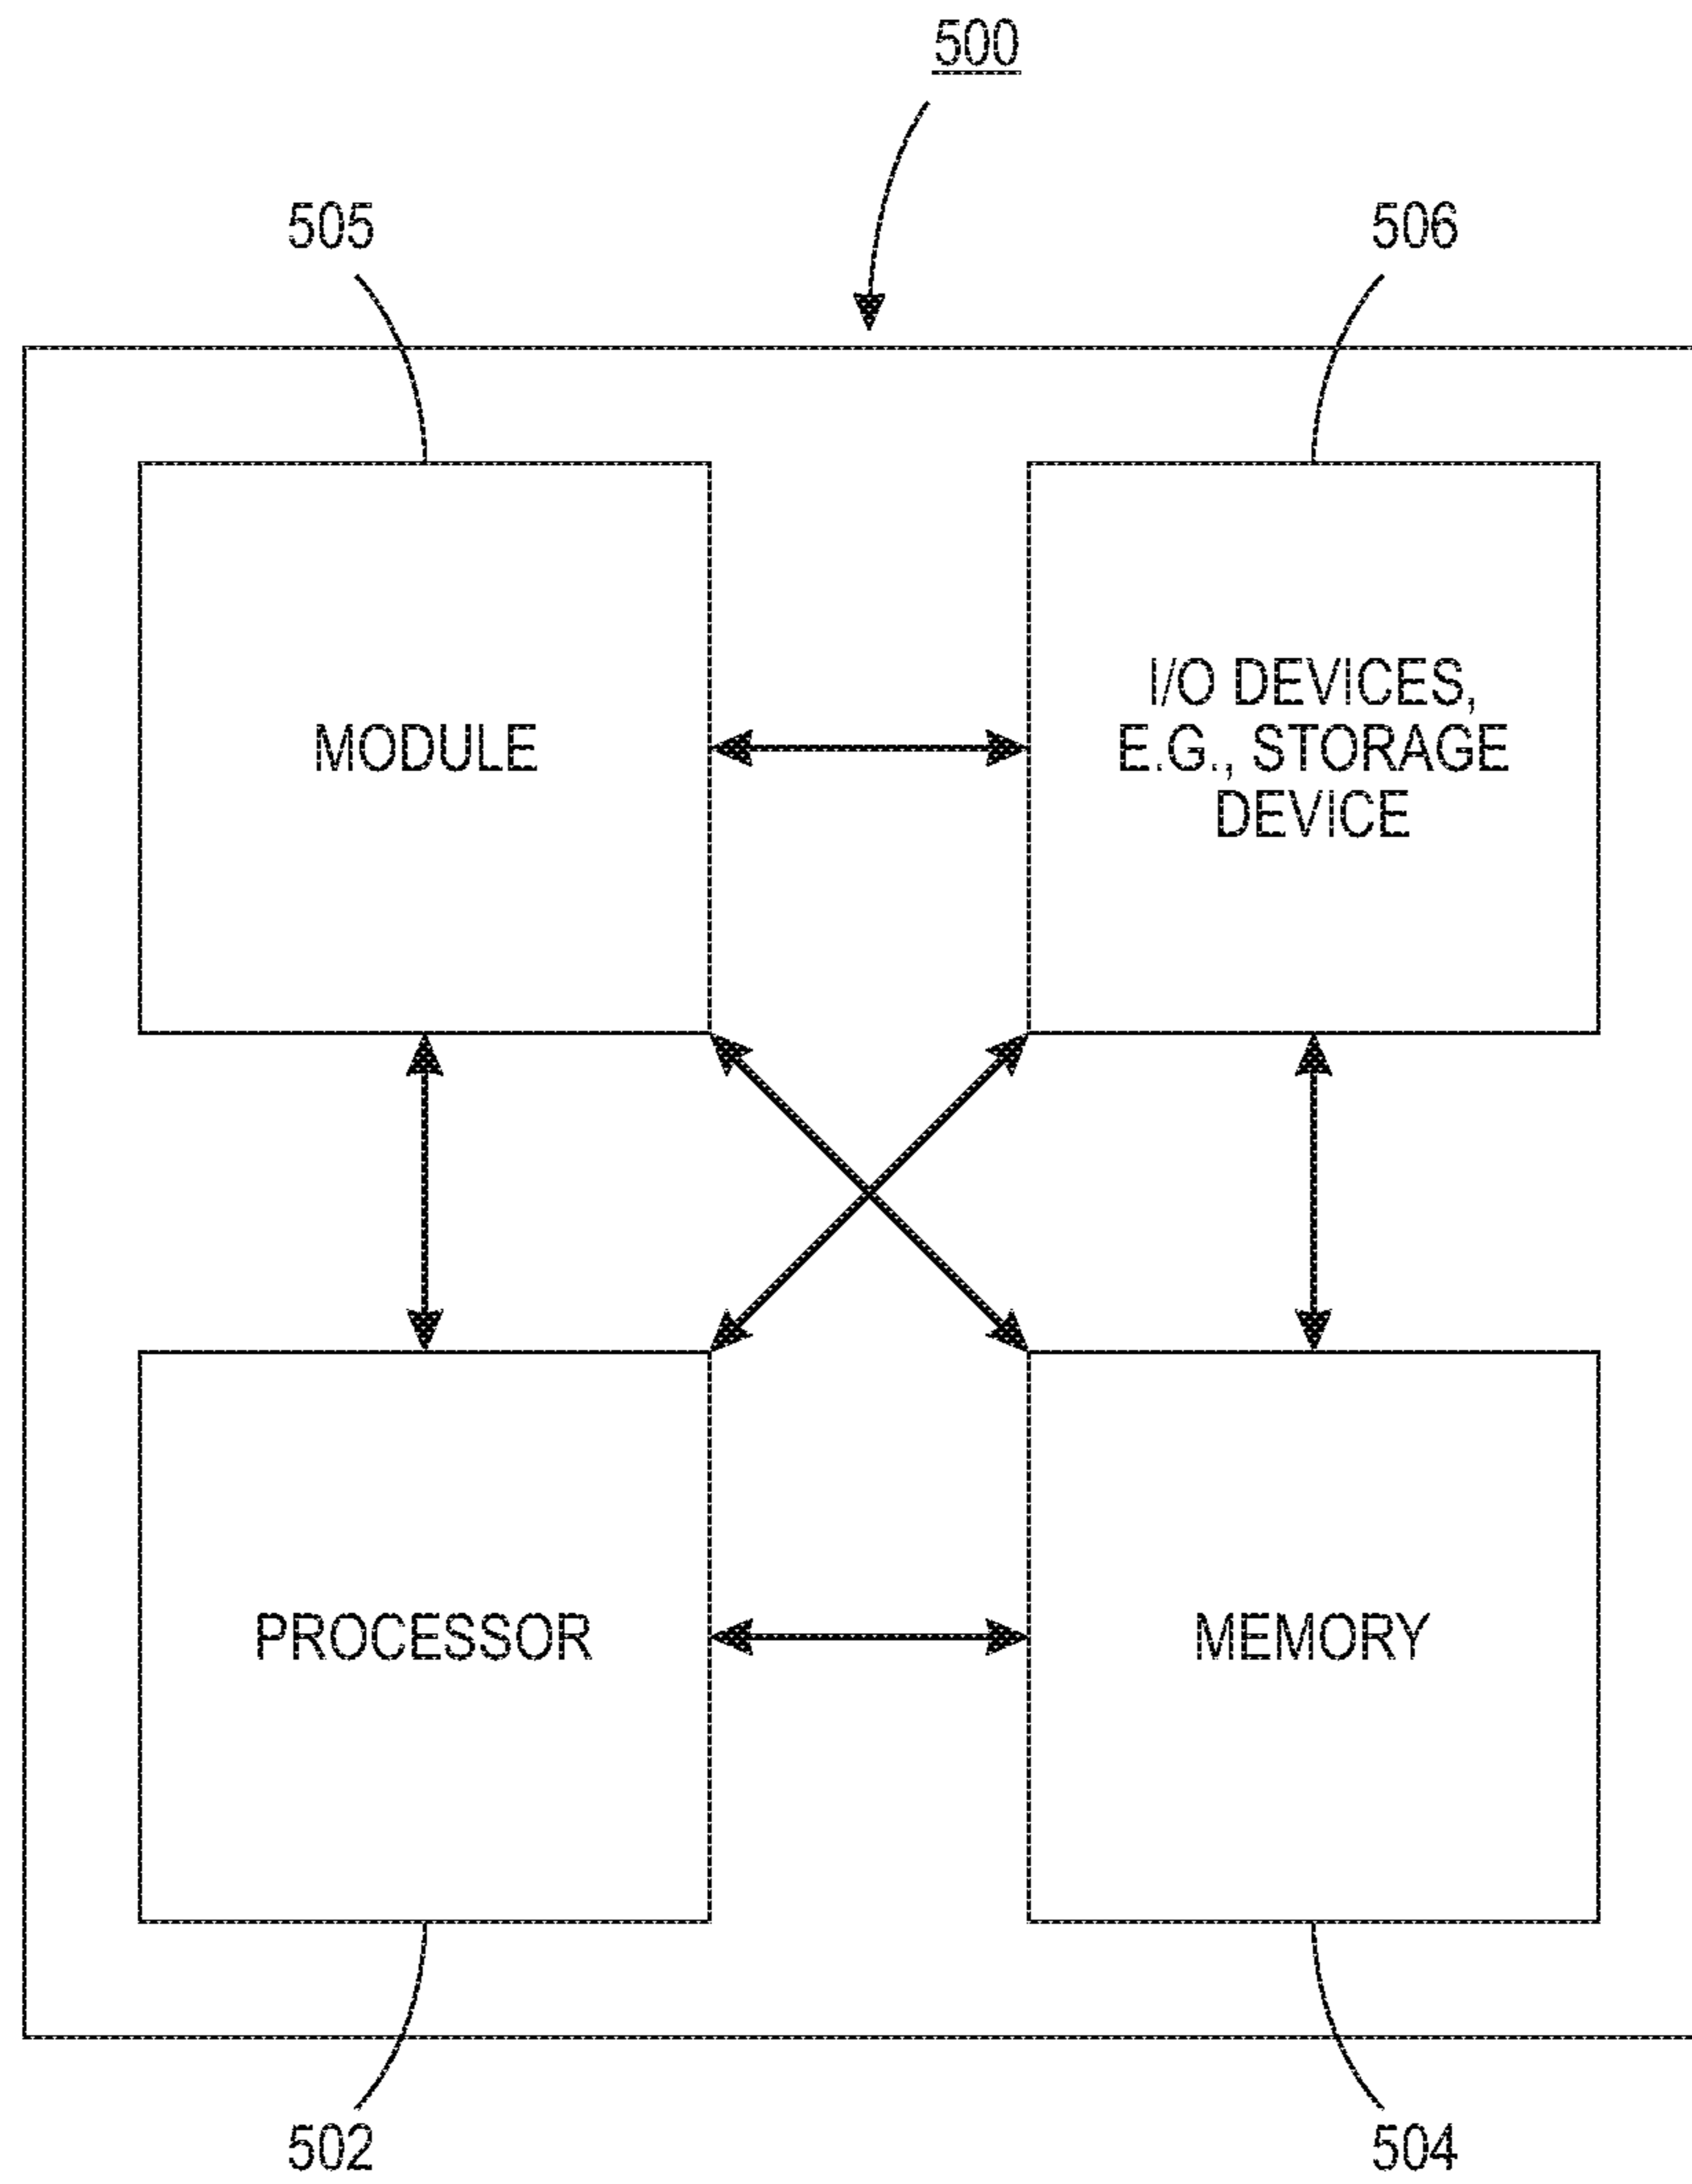 500
505
506
MODULE
I/O DEVICES,
E.G., STORAGE
DEVICE
PROCESSOR
MEMORY
502
504